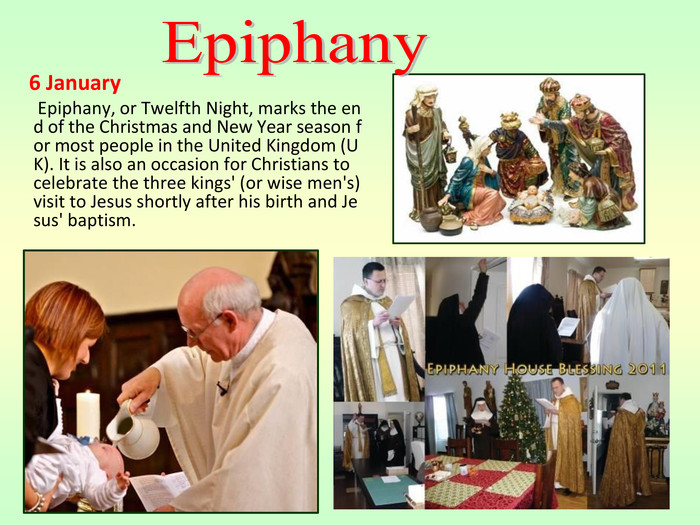 Epiphany
6 January
Epiphany, or Twelfth Night, marks the en
d of the Christmas and New Year season f
or most people in the United Kingdom (U
K). It is also an occasion for Christians to
celebrate the three kings' (or wise men's)
visit to Jesus shortly after his birth and Je
sus' baptism.
Epiphany House Blessing 2011